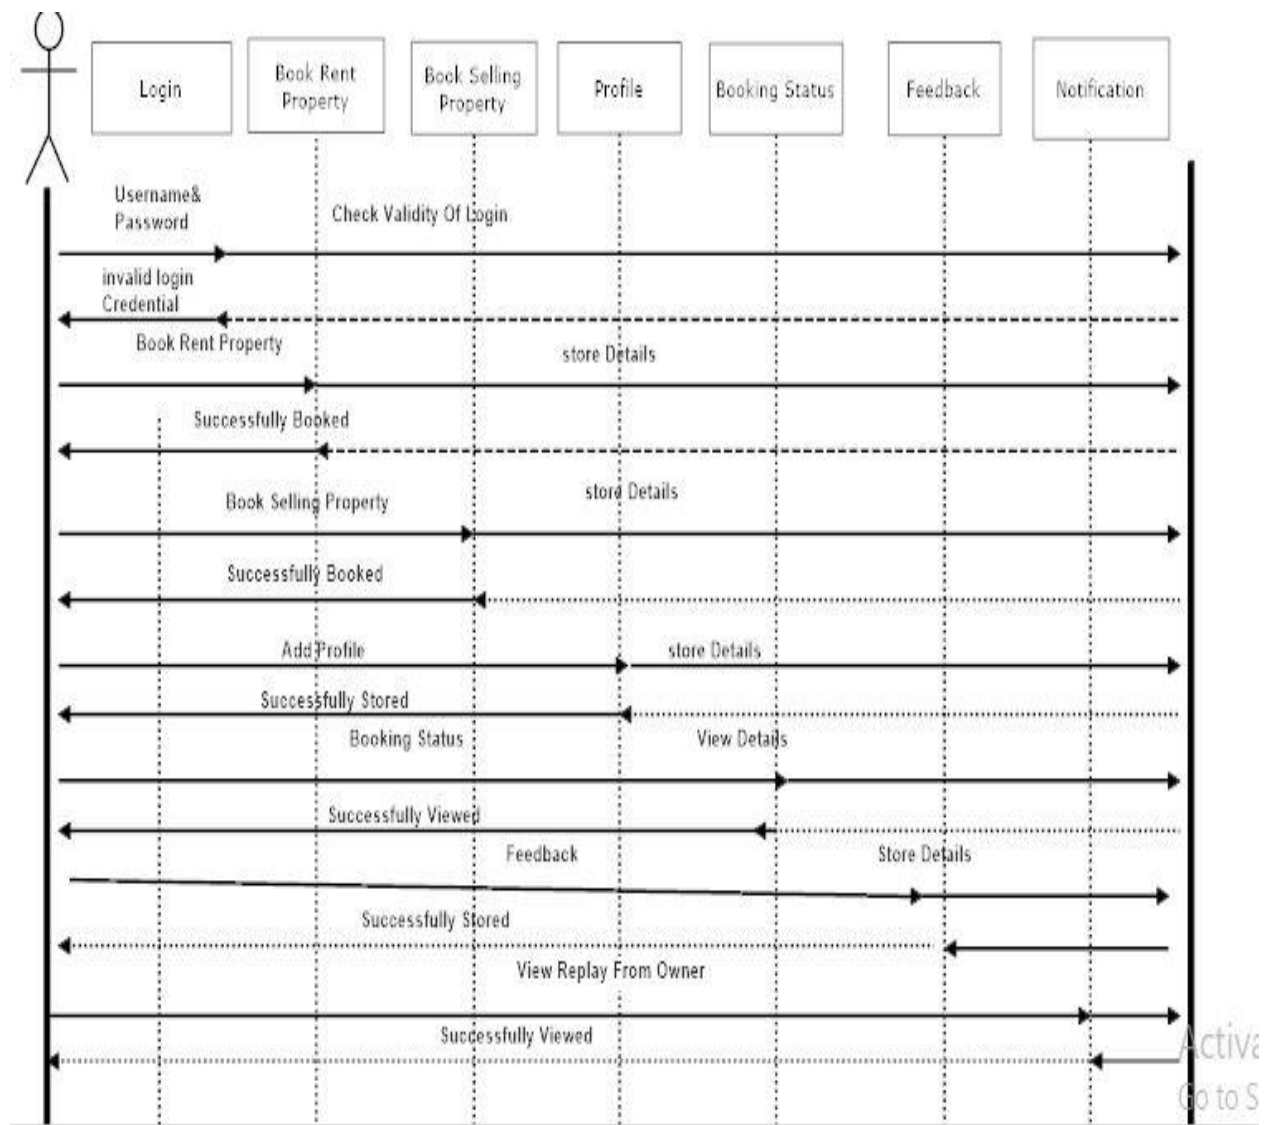 Login
Book Rent
Property
Book Selling
Property
Profile
Booking Status
Feedback
Notification
Username&
Password
Check Validity Of Login
invalid login
Credential
Book Rent Property
store Details
Successfully Booked
Book Selling Property
store Details
Successfully Booked
Add Profile
store Details
Successfully Stored
Booking Status
View Details
Successfully Viewed
Feedback
Store Details
Successfully Stored
View Replay From Owner
Successfully Viewed
Go to S